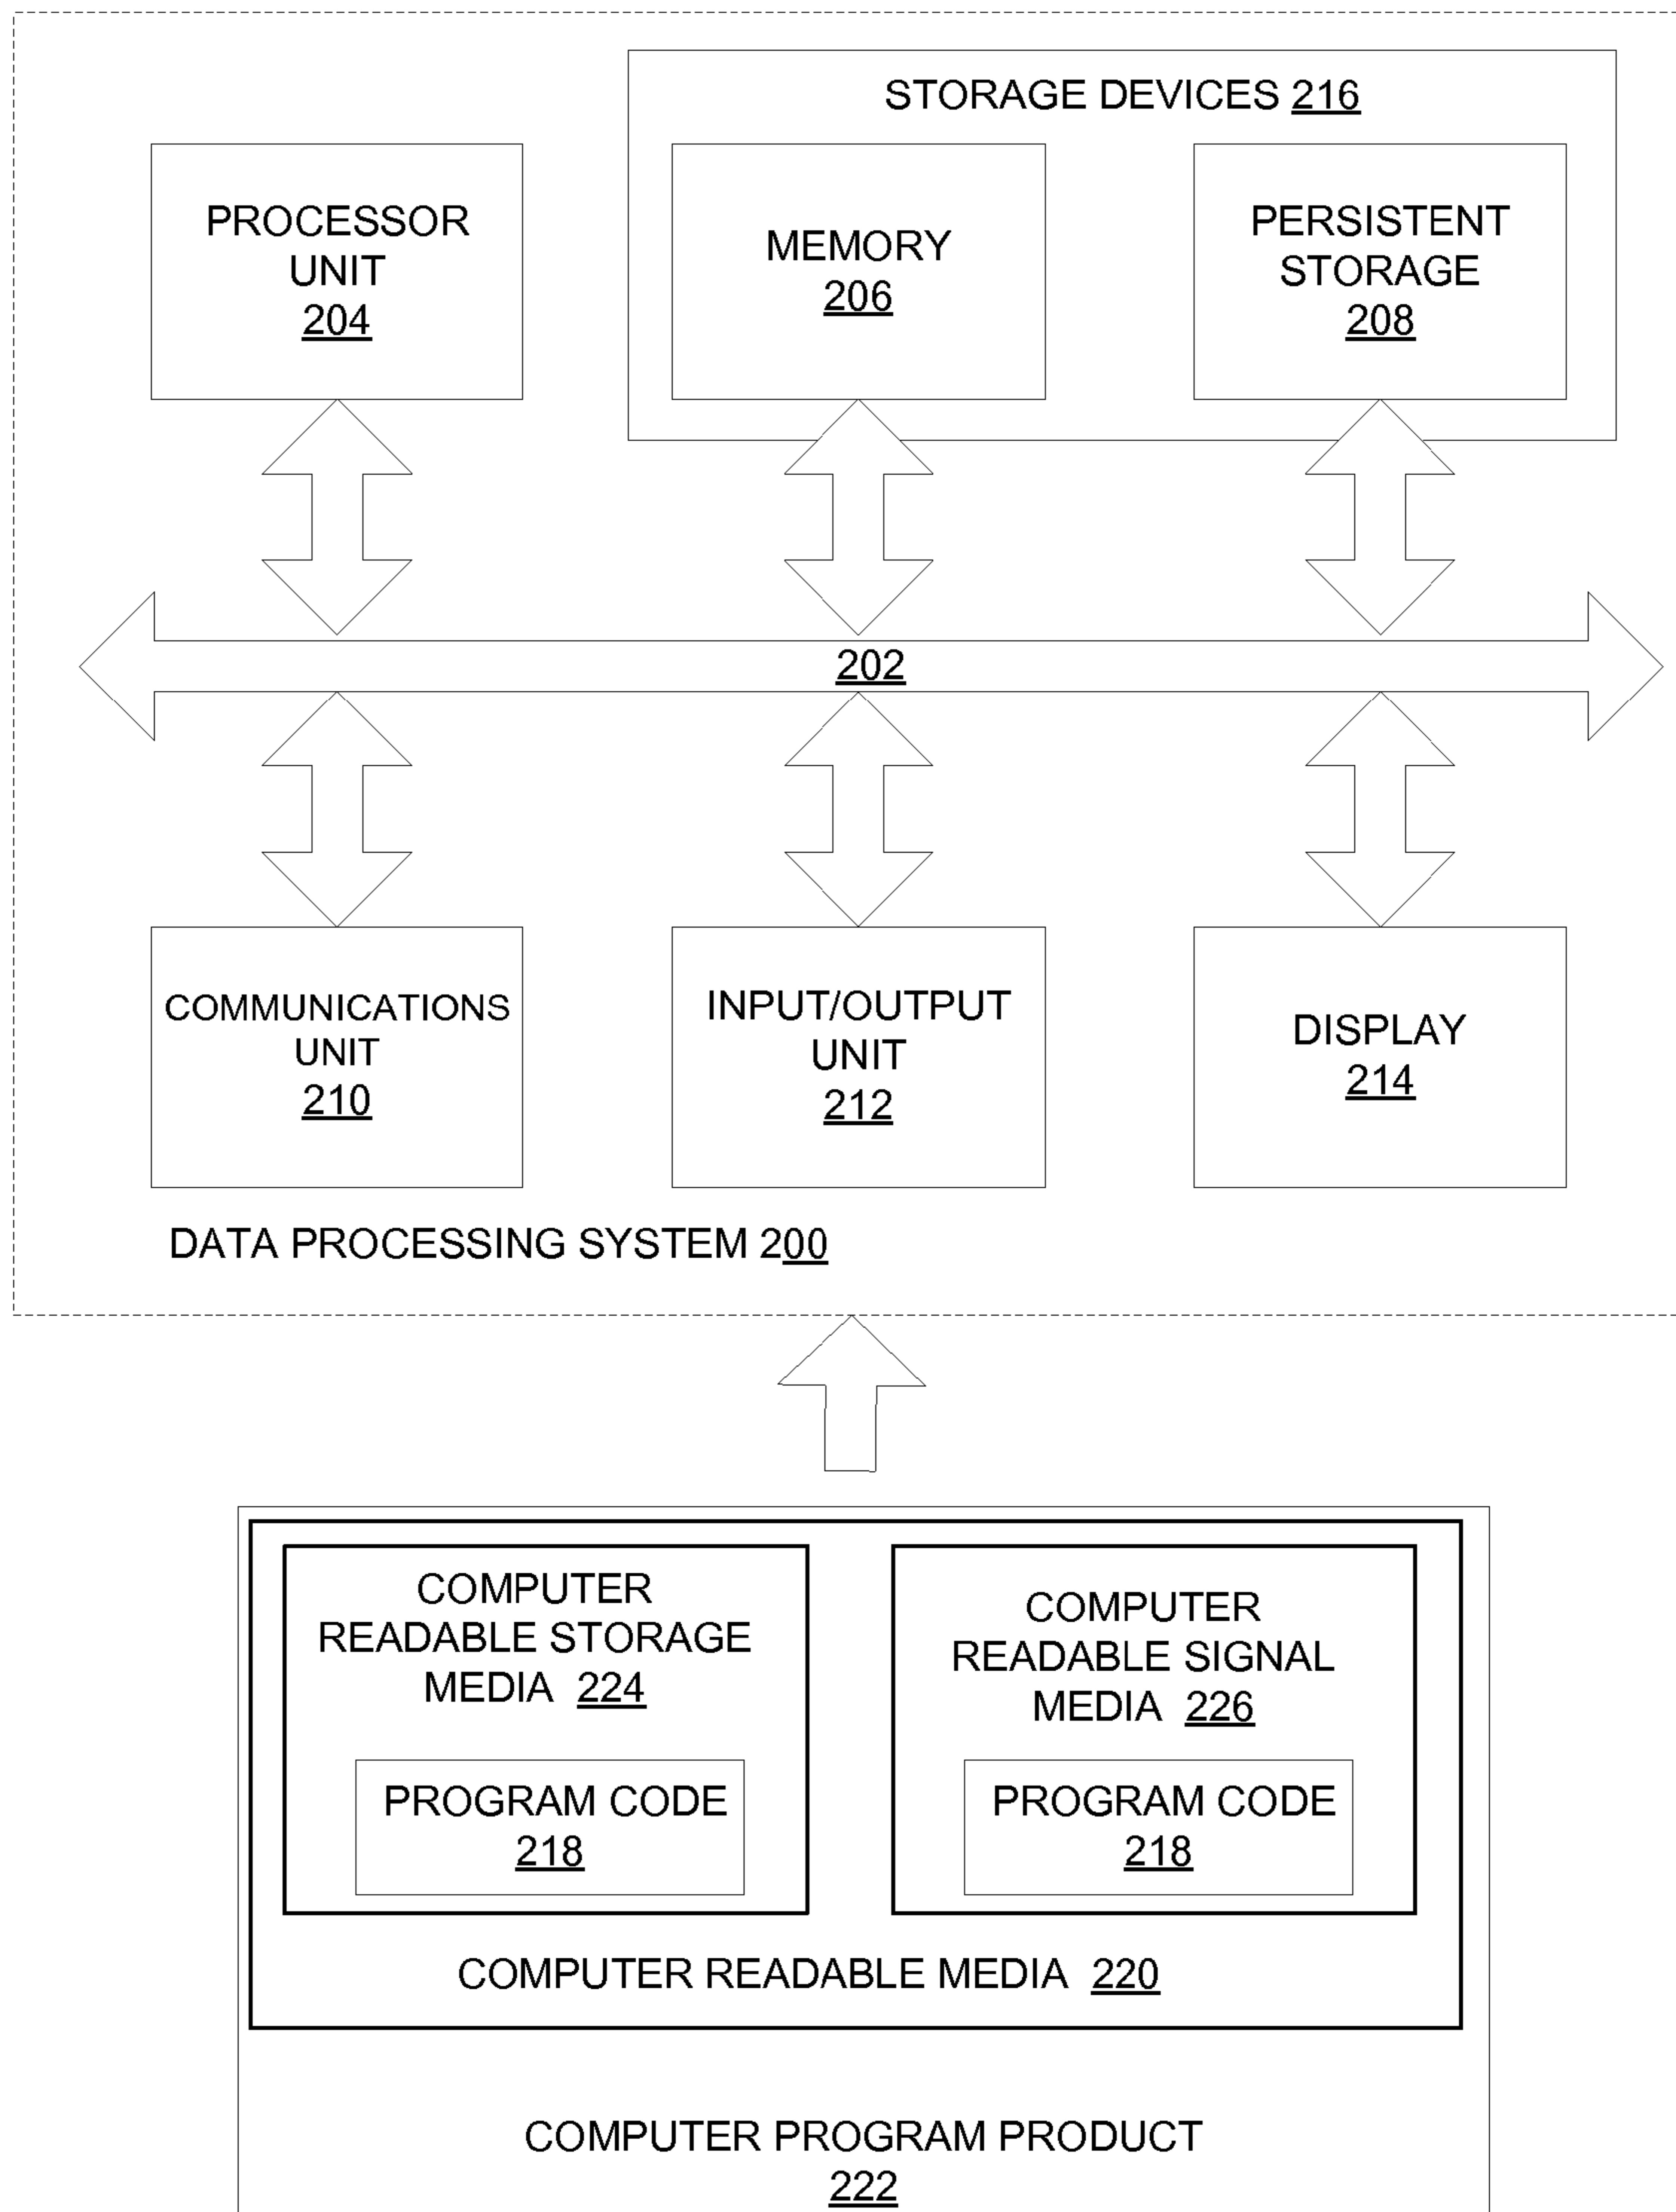 STORAGE DEVICES 216
PROCESSOR
UNIT
204
MEMORY
206
PERSISTENT
STORAGE
208
202
COMMUNICATIONS
UNIT
210
INPUT/OUTPUT
UNIT
212
DISPLAY
214
DATA PROCESSING SYSTEM 200
COMPUTER
READABLE STORAGE
MEDIA 224
PROGRAM CODE
218
COMPUTER
READABLE SIGNAL
MEDIA 226
PROGRAM CODE
218
COMPUTER READABLE MEDIA 220
COMPUTER PROGRAM PRODUCT
222